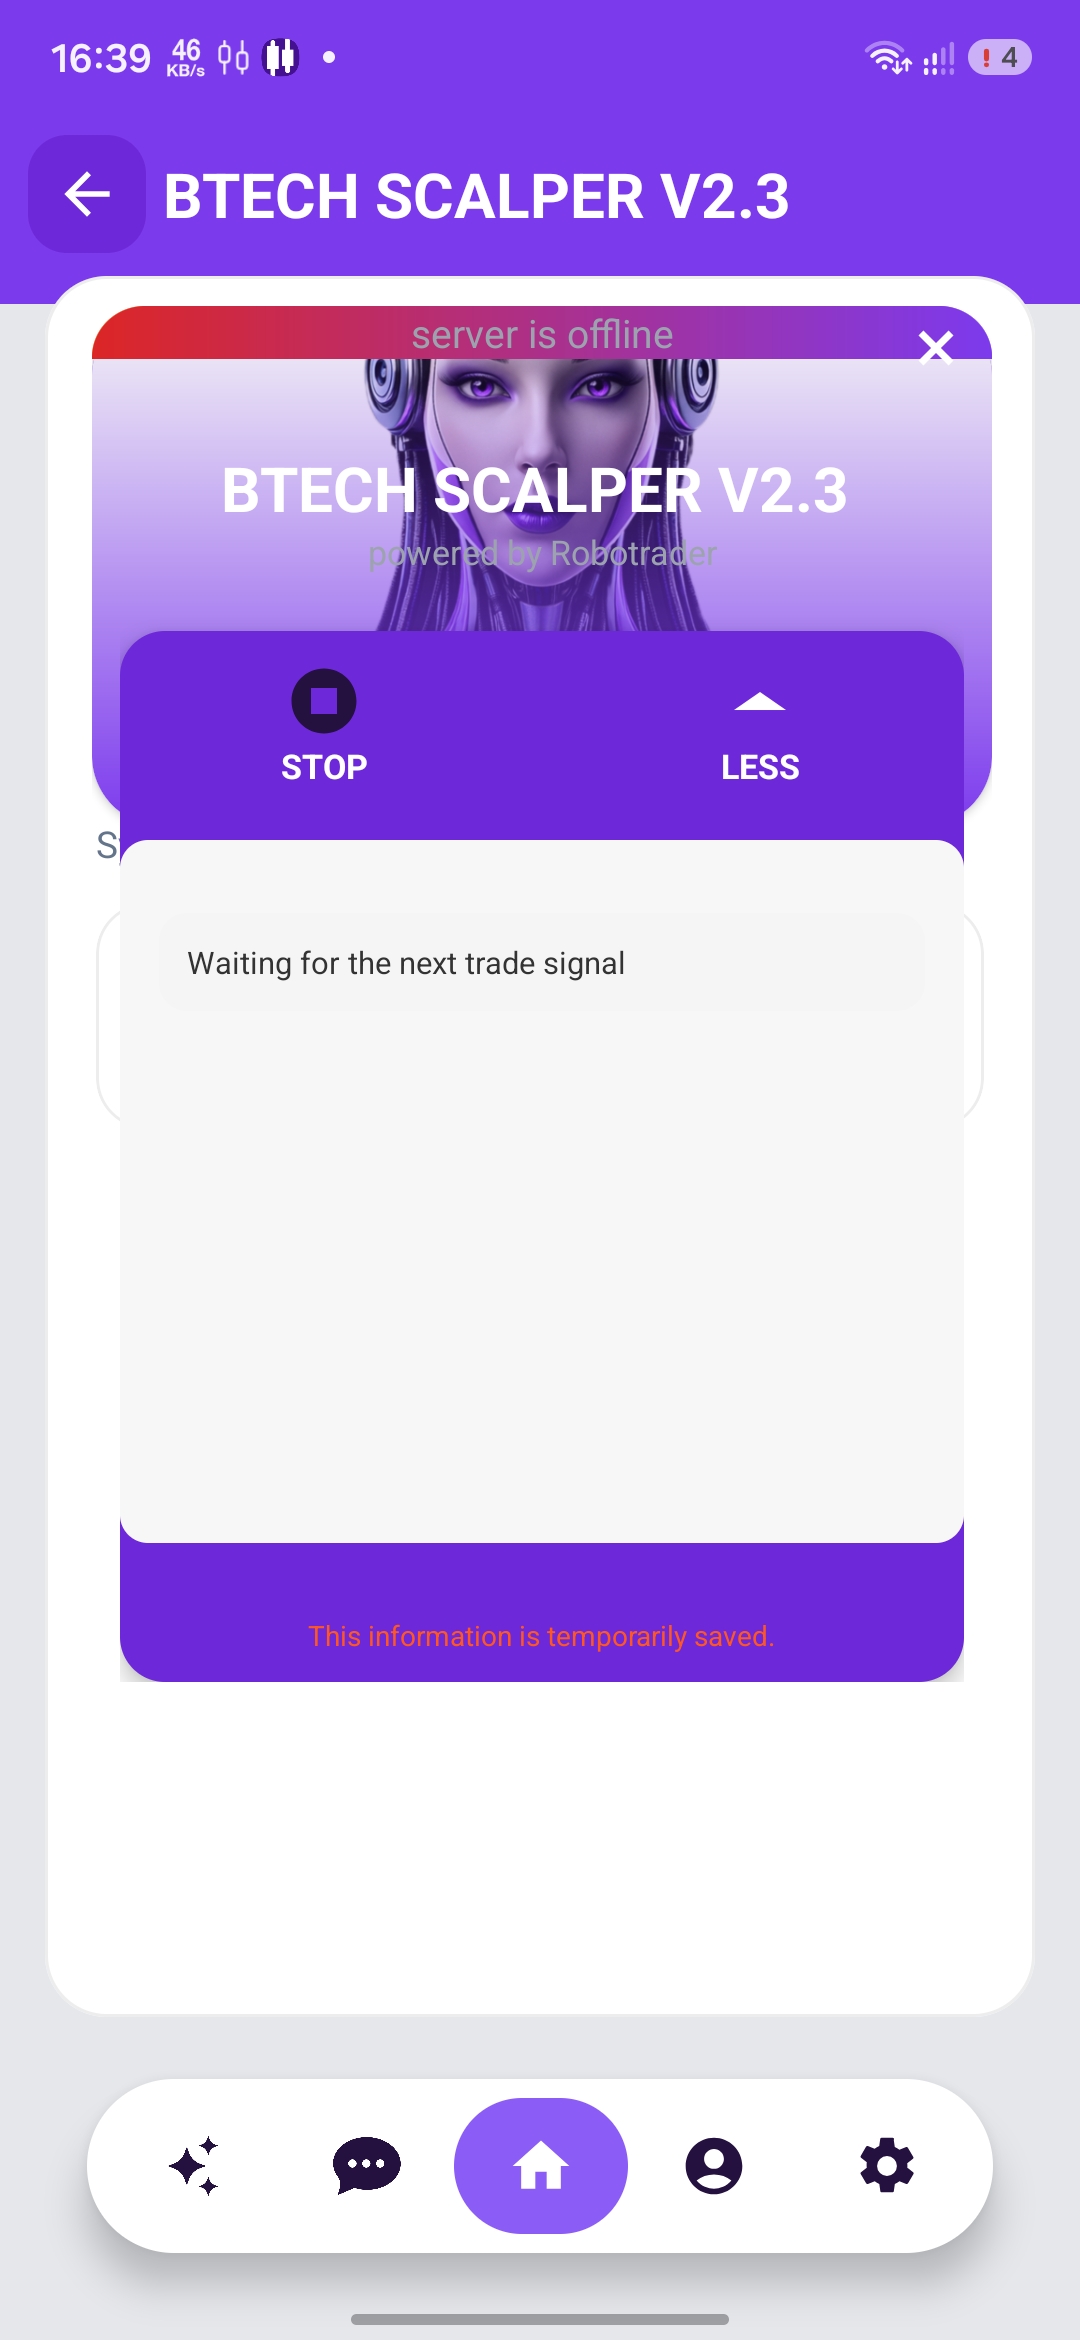 16:39 46 KB/s 4
BTECH SCALPER V2.3
server is offline
BTECH SCALPER V2.3
powered by Robotrader
STOP LESS
Waiting for the next trade signal
This information is temporarily saved.